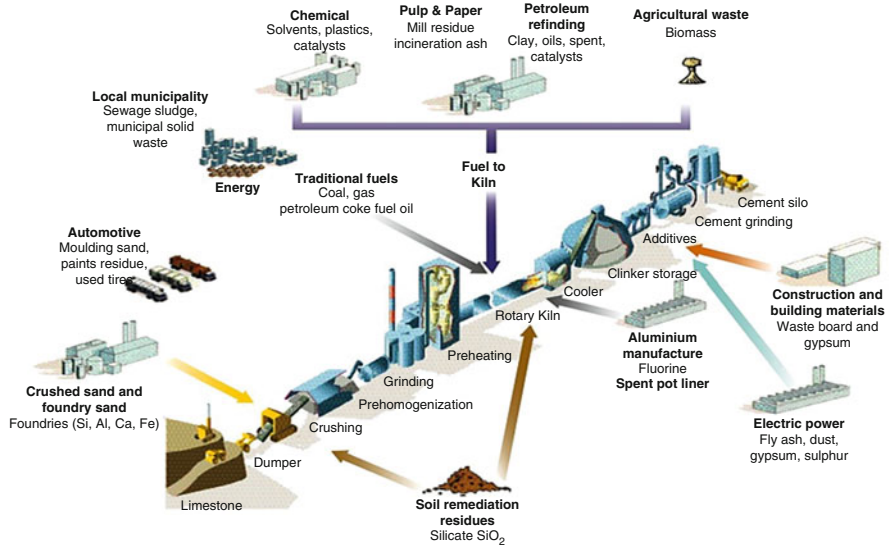 Chemical
Solvents, plastics,
catalysts
Pulp & Paper
Mill residue
incineration ash
Petroleum
refinding
Clay, oils, spent,
catalysts
Agricultural waste
Biomass
Local municipality
Sewage sludge,
municipal solid
waste
Energy
Traditional fuels
Coal, gas
petroleum coke fuel oil
Fuel to
Kiln
Cement silo
Cement grinding
Additives
Clinker storage
Cooler
Rotary Kiln
Preheating
Grinding
Prehomogenization
Crushing
Dumper
Limestone
Automotive
Moulding sand,
paints residue,
used tires
Crushed sand and
foundry sand
Foundries (Si, Al, Ca, Fe)
Soil remediation
residues
Silicate SiO₂
Aluminium
manufacture
Fluorine
Spent pot liner
Construction and
building materials
Waste board and
gypsum
Electric power
Fly ash, dust,
gypsum, sulphur